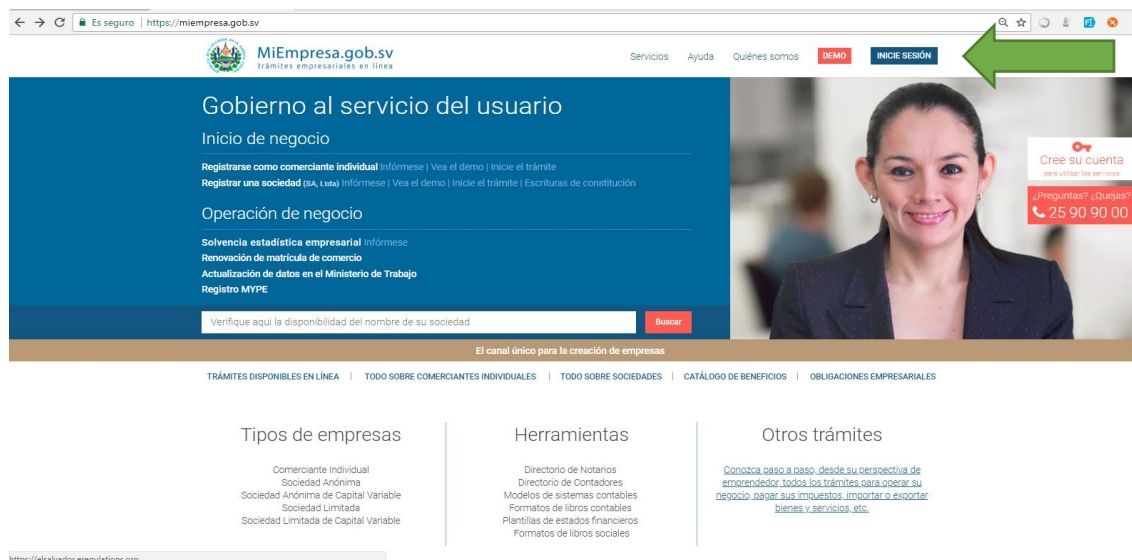 Es seguro | https://miempresa.gob.sv
MiEmpresa.gob.sv
trámites empresariales en línea
Servicios Ayuda Quiénes somos DEMO INICIE SESIÓN
Gobierno al servicio del usuario
Inicio de negocio
Registrarse como comerciante individual Infórmese | Vea el demo | Inicie el trámite
Registrar una sociedad (SA, Ltda) Infórmese | Vea el demo | Inicie el trámite | Escrituras de constitución
Operación de negocio
Solvencia estadística empresarial Infórmese
Renovación de matrícula de comercio
Actualización de datos en el Ministerio de Trabajo
Registro MYPE
Verifique aquí la disponibilidad del nombre de su sociedad Buscar
Cree su cuenta
para utilizar los servicios
¿Preguntas? ¿Quejas?
25 90 90 00
El canal único para la creación de empresas
TRÁMITES DISPONIBLES EN LÍNEA | TODO SOBRE COMERCIANTES INDIVIDUALES | TODO SOBRE SOCIEDADES | CATÁLOGO DE BENEFICIOS | OBLIGACIONES EMPRESARIALES
Tipos de empresas
Comerciante Individual
Sociedad Anónima
Sociedad Anónima de Capital Variable
Sociedad Limitada
Sociedad Limitada de Capital Variable
Herramientas
Directorio de Notarios
Directorio de Contadores
Modelos de sistemas contables
Formatos de libros contables
Plantillas de estados financieros
Formatos de libros sociales
Otros trámites
Conozca paso a paso, desde su perspectiva de
emprendedor, todos los trámites para operar su
negocio, pagar sus impuestos, importar o exportar
bienes y servicios, etc.
https://elsalvador.eregulations.org